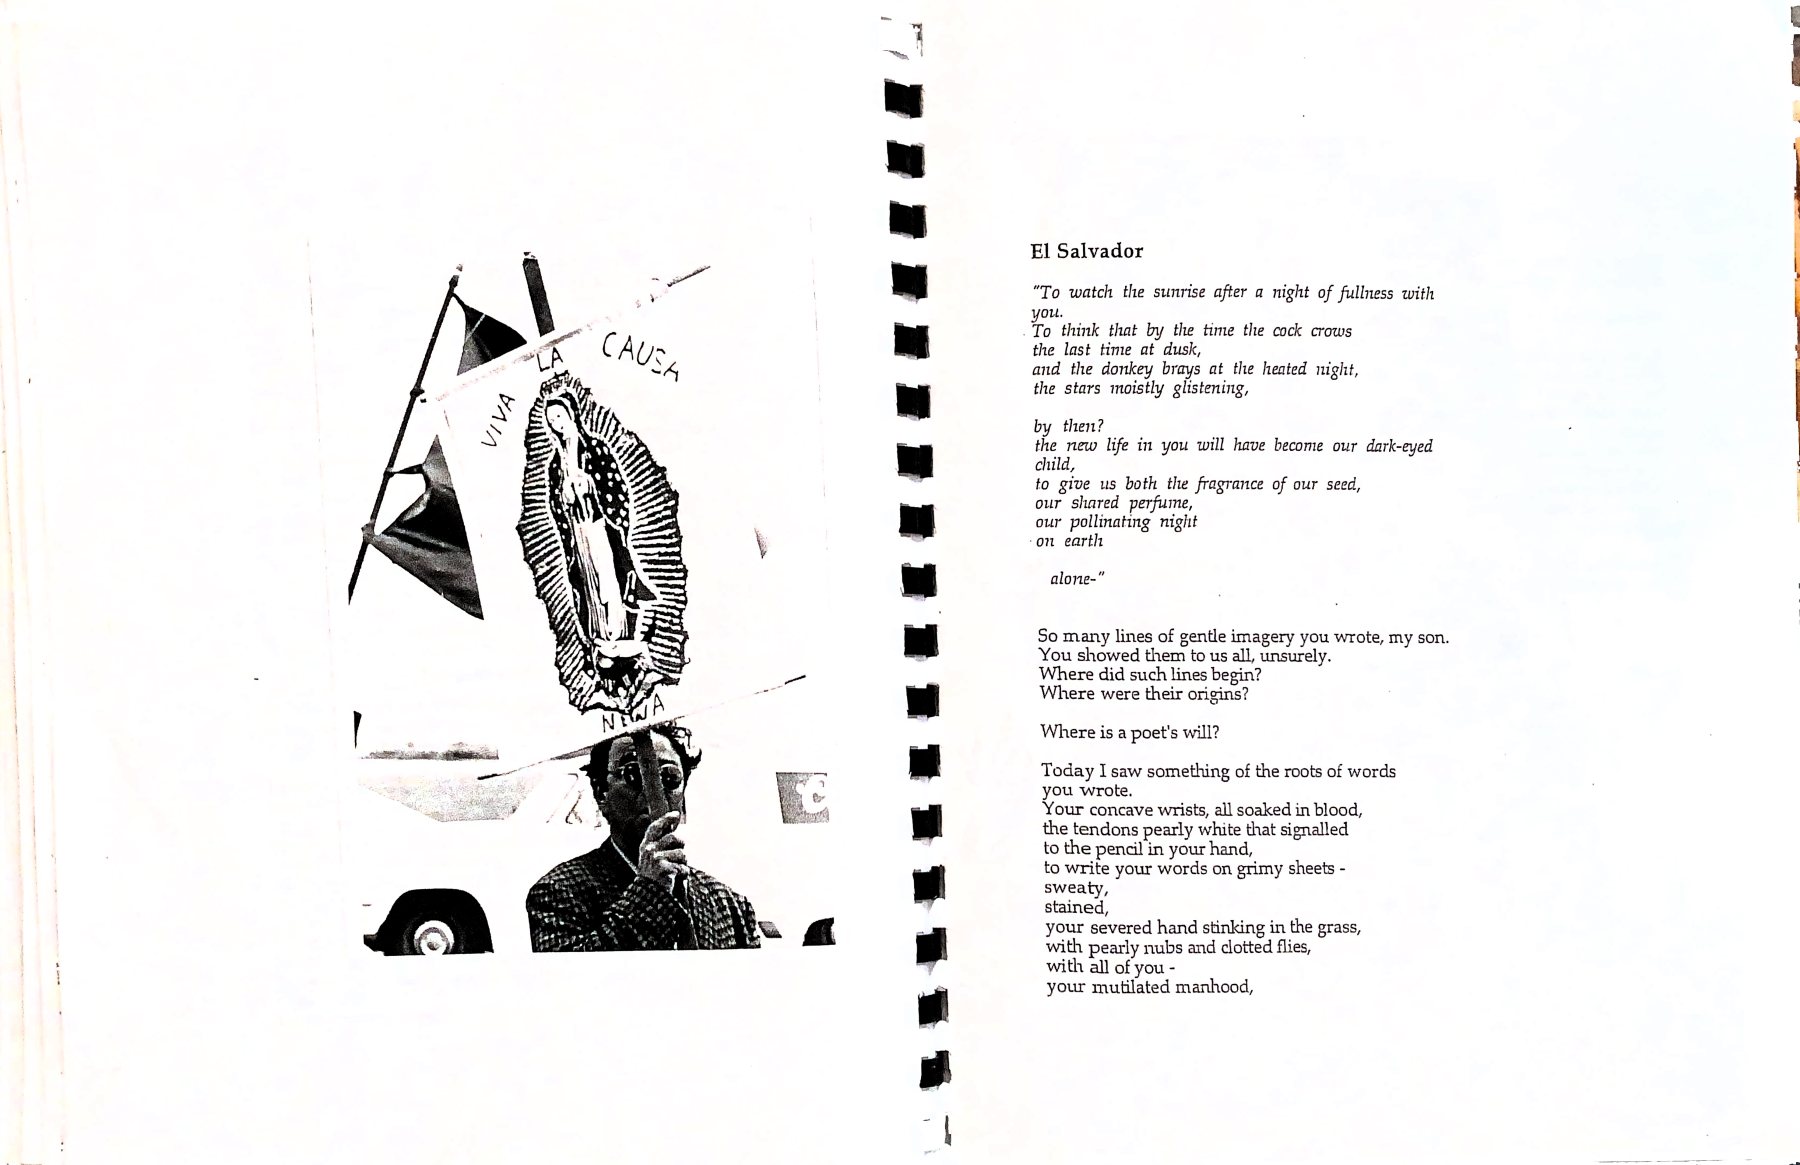 VIVA LA CAUSA
El Salvador
"To watch the sunrise after a night of fullness with
you.
To think that by the time the cock crows
the last time at dusk,
and the donkey brays at the heated night,
the stars moistly glistening,
by then?
the new life in you will have become our dark-eyed
child,
to give us both the fragrance of our seed,
our shared perfume,
our pollinating night
on earth
alone-"
So many lines of gentle imagery you wrote, my son.
You showed them to us all, unsurely.
Where did such lines begin?
Where were their origins?
Where is a poet's will?
Today I saw something of the roots of words
you wrote.
Your concave wrists, all soaked in blood,
the tendons pearly white that signalled
to the pencil in your hand,
to write your words on grimy sheets -
sweaty,
stained,
your severed hand stinking in the grass,
with pearly nubs and clotted flies,
with all of you -
your mutilated manhood,